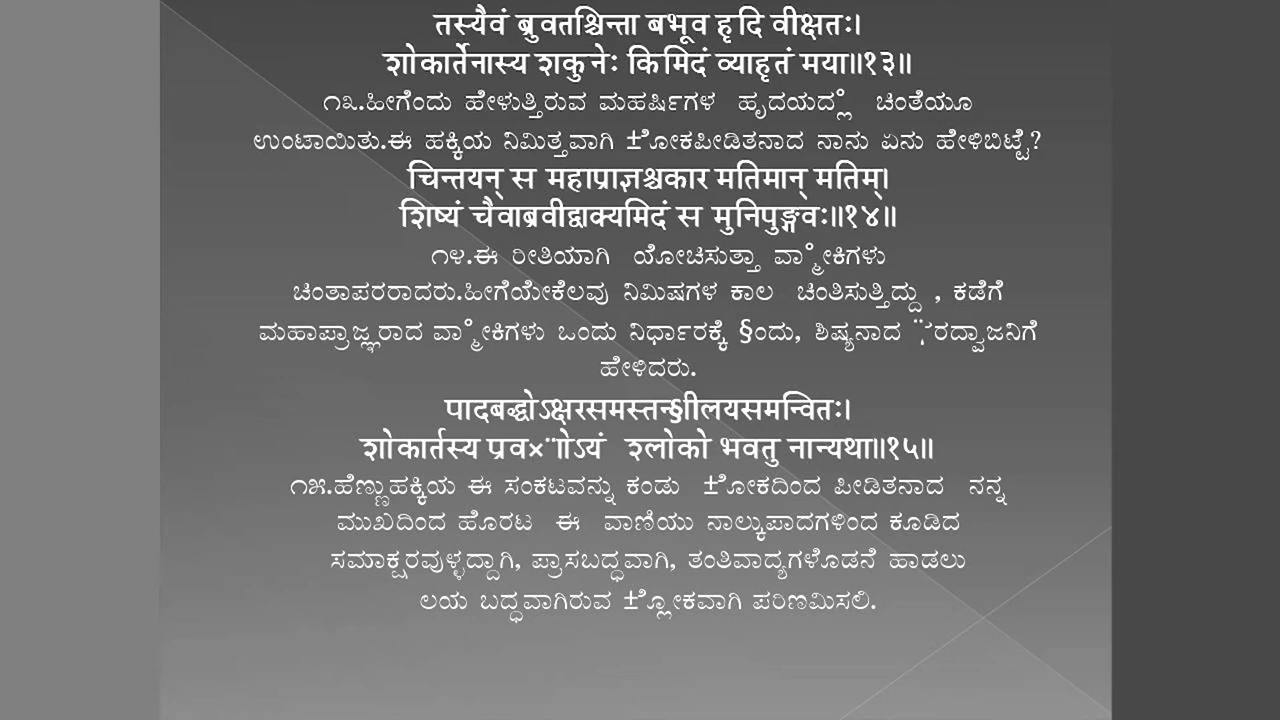 तस्यैवं ब्रुवतश्चिन्ता बभूव हृदि वीक्षतः।
शोकार्तेनास्य शकुनेः किमिदं व्याहृतं मया॥१३॥
೧೩.ಹೀಗೆಂದು ಹೇಳುತ್ತಿರುವ ಮಹರ್ಷಿಗಳ ಹೃದಯದಲ್ಲಿ ಚಿಂತೆಯೂ
ಉಂಟಾಯಿತು.ಈ ಹಕ್ಕಿಯ ನಿಮಿತ್ತವಾಗಿ ±ೋಕಪೀಡಿತನಾದ ನಾನು ಏನು ಹೇಳಿಬಿಟ್ಟೆ?
चिन्तयन् स महाप्राज्ञश्चकार मतिमान् मतिम्।
शिष्यं चैवाब्रवीद्वाक्यमिदं स मुनिपुङ्गवः॥१४॥
೧೪.ಈ ರೀತಿಯಾಗಿ ಯೋಚಿಸುತ್ತಾ ವಾಲ್ಮೀಕಿಗಳು
ಚಿಂತಾಪರರಾದರು.ಹೀಗೆಯೇಕೆಲವು ನಿಮಿಷಗಳ ಕಾಲ ಚಿಂತಿಸುತ್ತಿದ್ದು , ಕಡೆಗೆ
ಮಹಾಪ್ರಾಜ್ಞರಾದ ವಾಲ್ಮೀಕಿಗಳು ಒಂದು ನಿರ್ಧಾರಕ್ಕೆ §ಂದು, ಶಿಷ್ಯನಾದ ¨sರದ್ವಾಜನಿಗೆ
ಹೇಳಿದರು.
पादबद्धोऽक्षरसमस्तन्§ाीलयसमन्वितः।
शोकार्तस्य प्रव×¨ाोऽयं श्लोको भवतु नान्यथा॥१५॥
೧೫.ಹೆಣ್ಣುಹಕ್ಕಿಯ ಈ ಸಂಕಟವನ್ನು ಕಂಡು ±ೋಕದಿಂದ ಪೀಡಿತನಾದ ನನ್ನ
ಮುಖದಿಂದ ಹೊರಟ ಈ ವಾಣಿಯು ನಾಲ್ಕುಪಾದಗಳಿಂದ ಕೂಡಿದ
ಸಮಾಕ್ಷರವುಳ್ಳದ್ದಾಗಿ, ಪ್ರಾಸಬದ್ಧವಾಗಿ, ತಂತಿವಾದ್ಯಗಳೊಡನೆ ಹಾಡಲು
ಲಯ ಬದ್ಧವಾಗಿರುವ ±್ಲೋಕವಾಗಿ ಪರಿಣಮಿಸಲಿ.